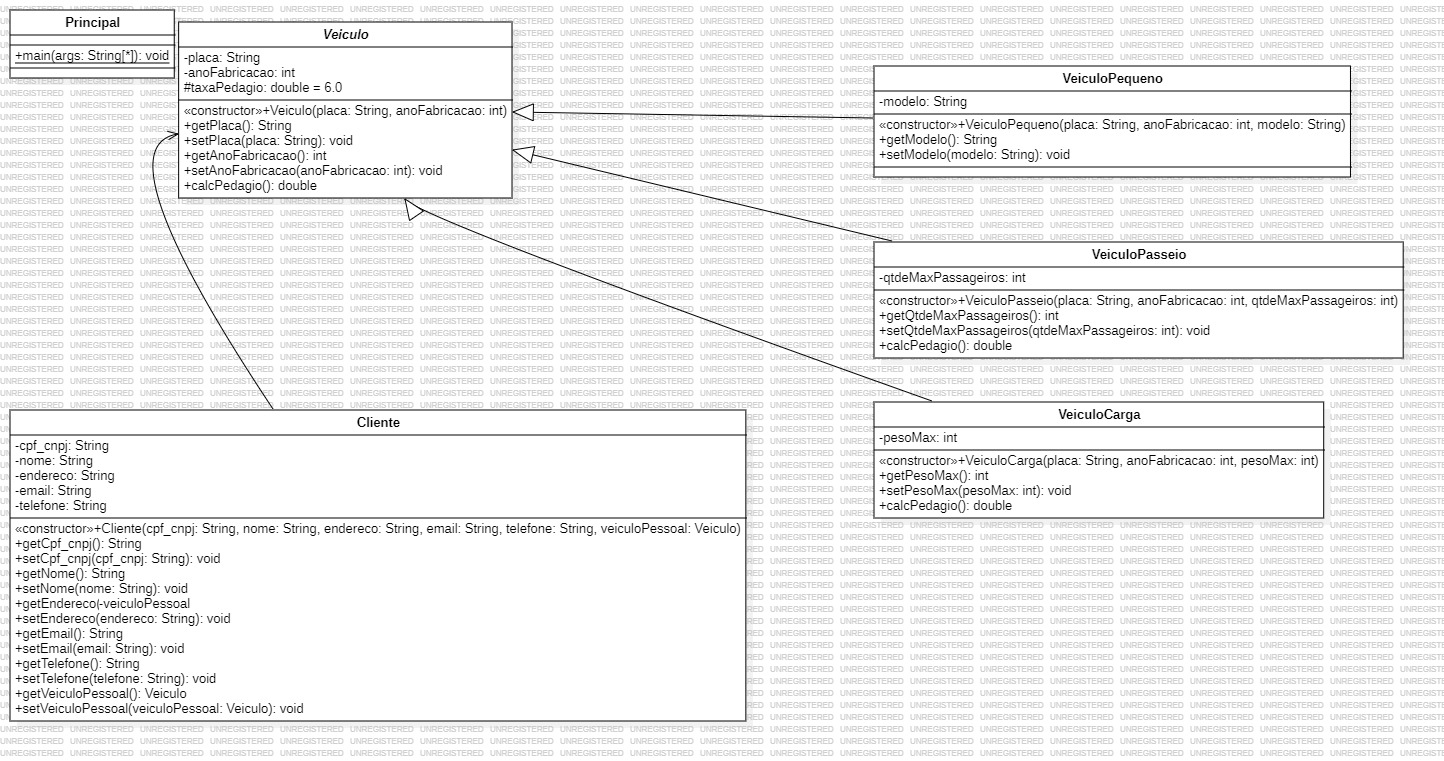 Principal
+main(args: String[*]): void
Veiculo
-placa: String
-anoFabricacao: int
#taxaPedagio: double = 6.0
«constructor»+Veiculo(placa: String, anoFabricacao: int)
+getPlaca(): String
+setPlaca(placa: String): void
+getAnoFabricacao(): int
+setAnoFabricacao(anoFabricacao: int): void
+calcPedagio(): double
VeiculoPequeno
-modelo: String
«constructor»+VeiculoPequeno(placa: String, anoFabricacao: int, modelo: String)
+getModelo(): String
+setModelo(modelo: String): void
VeiculoPasseio
-qtdeMaxPassageiros: int
«constructor»+VeiculoPasseio(placa: String, anoFabricacao: int, qtdeMaxPassageiros: int)
+getQtdeMaxPassageiros(): int
+setQtdeMaxPassageiros(qtdeMaxPassageiros: int): void
+calcPedagio(): double
VeiculoCarga
-pesoMax: int
«constructor»+VeiculoCarga(placa: String, anoFabricacao: int, pesoMax: int)
+getPesoMax(): int
+setPesoMax(pesoMax: int): void
+calcPedagio(): double
Cliente
-cpf_cnpj: String
-nome: String
-endereco: String
-email: String
-telefone: String
«constructor»+Cliente(cpf_cnpj: String, nome: String, endereco: String, email: String, telefone: String, veiculoPessoal: Veiculo)
+getCpf_cnpj(): String
+setCpf_cnpj(cpf_cnpj: String): void
+getNome(): String
+setNome(nome: String): void
+getEndereco(-veiculoPessoal
+setEndereco(endereco: String): void
+getEmail(): String
+setEmail(email: String): void
+getTelefone(): String
+setTelefone(telefone: String): void
+getVeiculoPessoal(): Veiculo
+setVeiculoPessoal(veiculoPessoal: Veiculo): void
UNREGISTERED